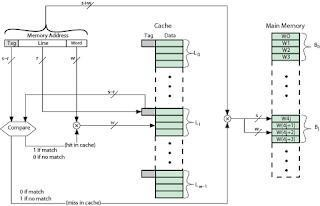 s+w
Cache
Main Memory
Memory Address
Tag Data
Tag Line Word
W0
W1
W2
W3
B0
L0
s–r
r
w
s–r
s
W4j
W(4j+1)
W(4j+2)
W(4j+3)
Bj
w
w
Li
Compare
(hit in cache)
1 if match
0 if no match
0 if match
1 if no match
Lm–1
(miss in cache)